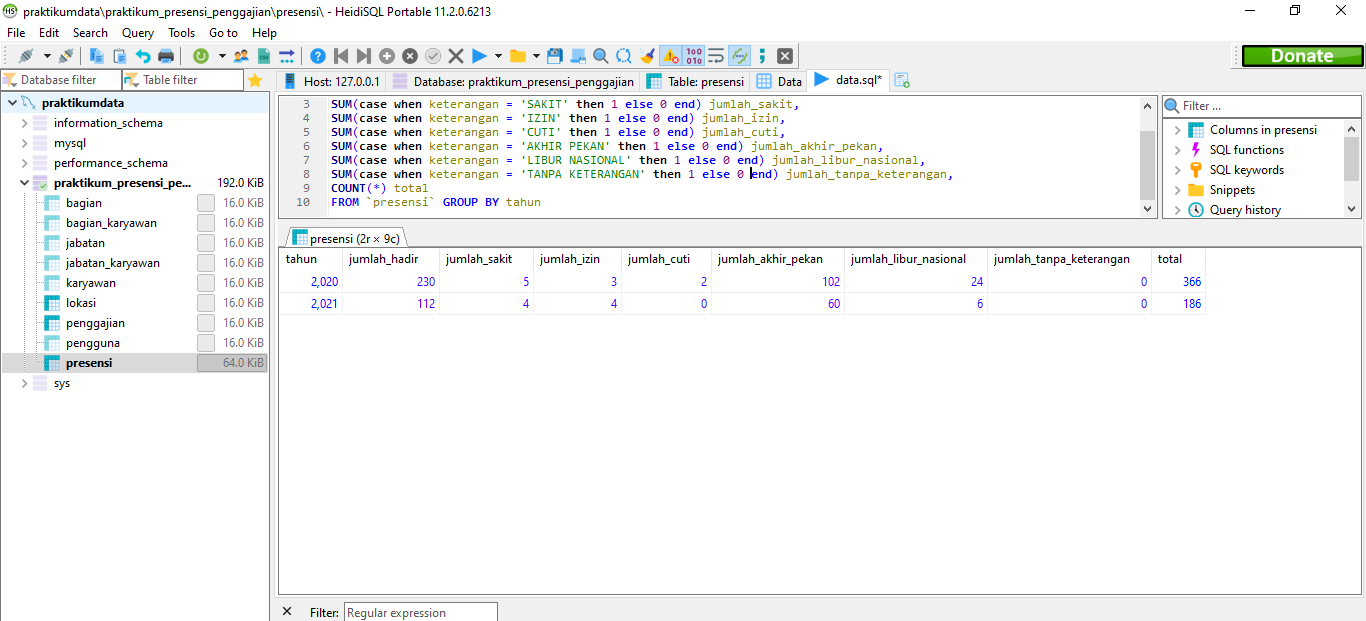 HS praktikumdata\praktikum_presensi_penggajian\presensi\ - HeidiSQL Portable 11.2.0.6213
File Edit Search Query Tools Go to Help
Donate
Database filter Table filter
Host: 127.0.0.1 Database: praktikum_presensi_penggajian Table: presensi Data data.sql*
praktikumdata
information_schema
mysql
performance_schema
praktikum_presensi_pe... 192.0 KiB
bagian 16.0 KiB
bagian_karyawan 16.0 KiB
jabatan 16.0 KiB
jabatan_karyawan 16.0 KiB
karyawan 16.0 KiB
lokasi 16.0 KiB
penggajian 16.0 KiB
pengguna 16.0 KiB
presensi 64.0 KiB
sys
3 SUM(case when keterangan = 'SAKIT' then 1 else 0 end) jumlah_sakit,
4 SUM(case when keterangan = 'IZIN' then 1 else 0 end) jumlah_izin,
5 SUM(case when keterangan = 'CUTI' then 1 else 0 end) jumlah_cuti,
6 SUM(case when keterangan = 'AKHIR PEKAN' then 1 else 0 end) jumlah_akhir_pekan,
7 SUM(case when keterangan = 'LIBUR NASIONAL' then 1 else 0 end) jumlah_libur_nasional,
8 SUM(case when keterangan = 'TANPA KETERANGAN' then 1 else 0 end) jumlah_tanpa_keterangan,
9 COUNT(*) total
10 FROM `presensi` GROUP BY tahun
Filter ...
Columns in presensi
SQL functions
SQL keywords
Snippets
Query history
presensi (2r × 9c)
tahun jumlah_hadir jumlah_sakit jumlah_izin jumlah_cuti jumlah_akhir_pekan jumlah_libur_nasional jumlah_tanpa_keterangan total
2,020 230 5 3 2 102 24 0 366
2,021 112 4 4 0 60 6 0 186
Filter: Regular expression